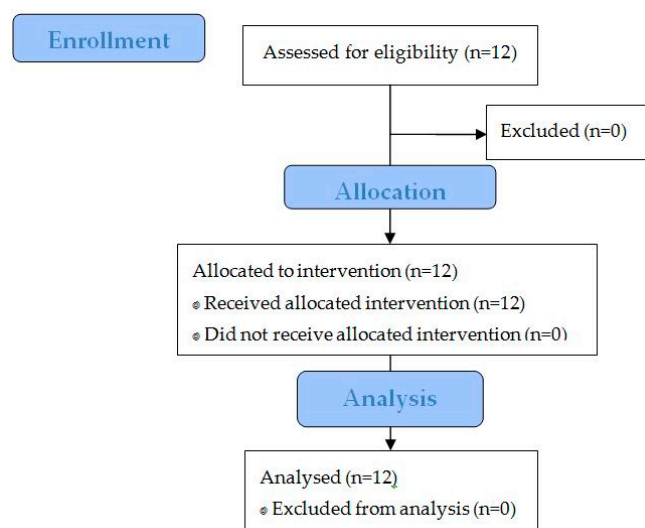 Enrollment
Assessed for eligibility (n=12)
Excluded (n=0)
Allocation
Allocated to intervention (n=12)
Received allocated intervention (n=12)
Did not receive allocated intervention (n=0)
Analysis
Analysed (n=12)
Excluded from analysis (n=0)